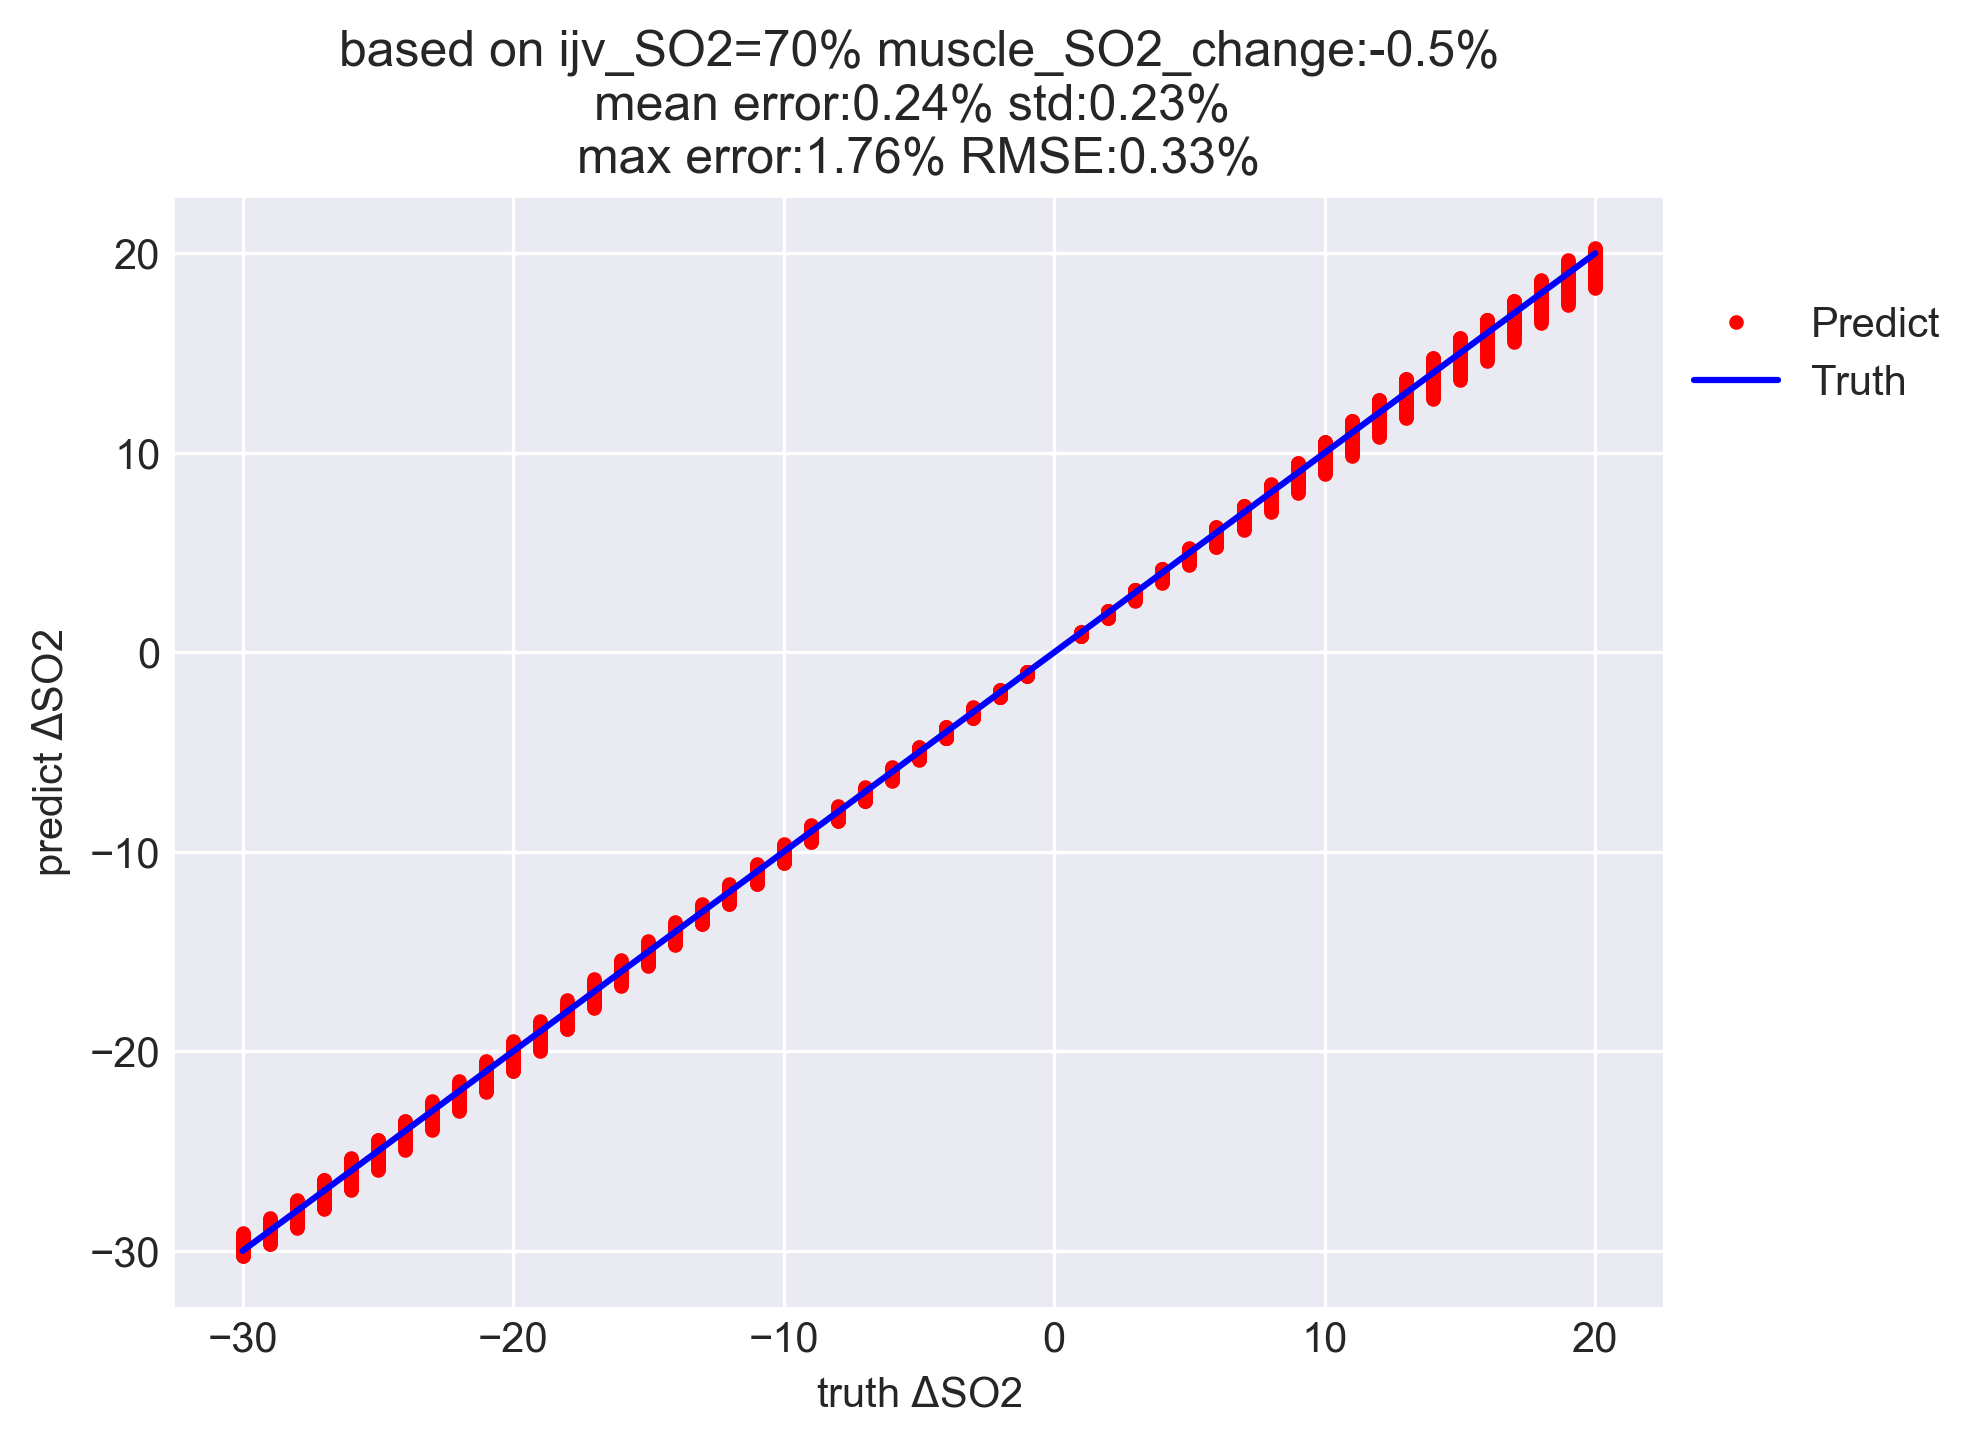 based on ijv_SO2=70% muscle_SO2_change:-0.5%
mean error:0.24% std:0.23%
max error:1.76% RMSE:0.33%
20
10
0
−10
−20
−30
predict ΔSO2
−30
−20
−10
0
10
20
truth ΔSO2
Predict
Truth